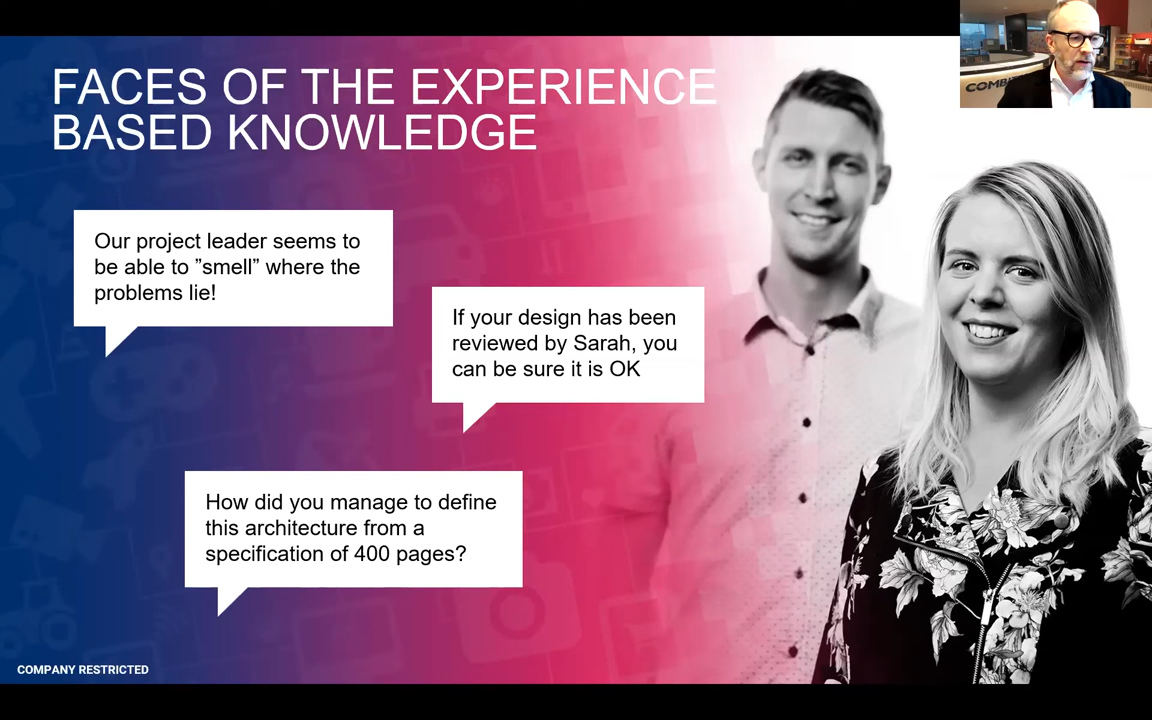 FACES OF THE EXPERIENCE
BASED KNOWLEDGE
Our project leader seems to
be able to ”smell” where the
problems lie!
If your design has been
reviewed by Sarah, you
can be sure it is OK
How did you manage to define
this architecture from a
specification of 400 pages?
COMPANY RESTRICTED